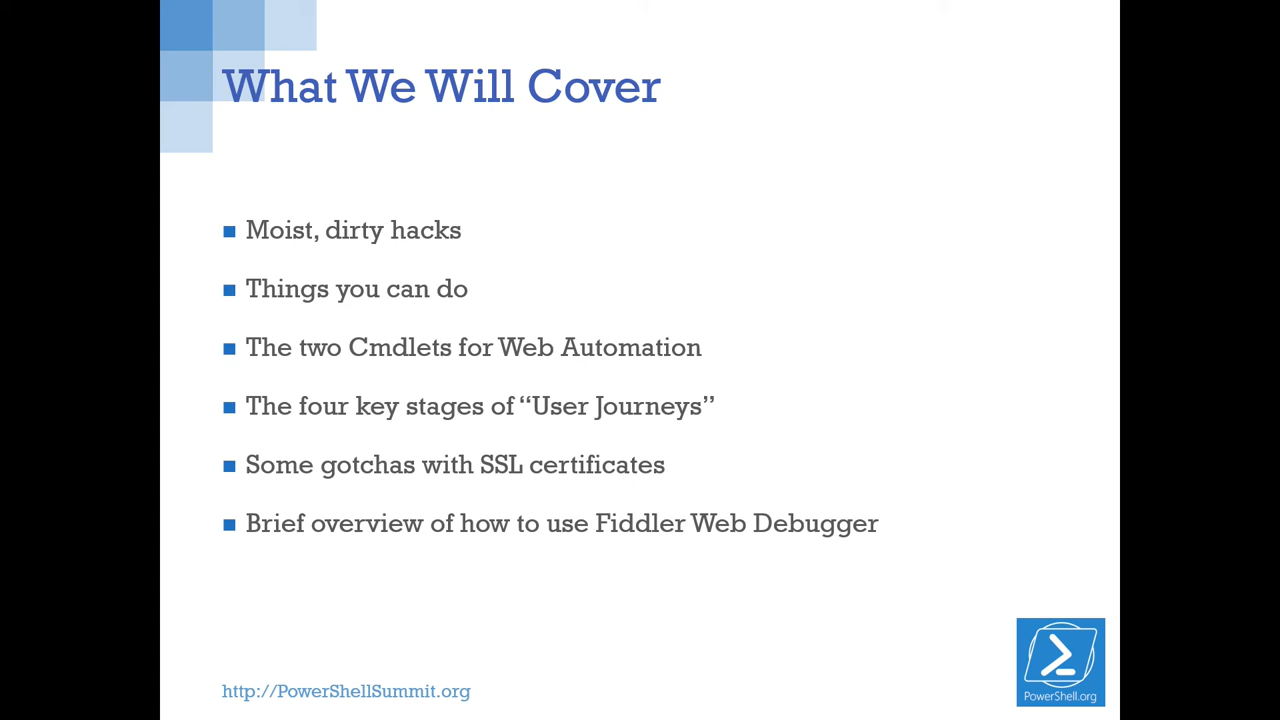 What We Will Cover
Moist, dirty hacks
Things you can do
The two Cmdlets for Web Automation
The four key stages of “User Journeys”
Some gotchas with SSL certificates
Brief overview of how to use Fiddler Web Debugger
http://PowerShellSummit.org
PowerShell.org